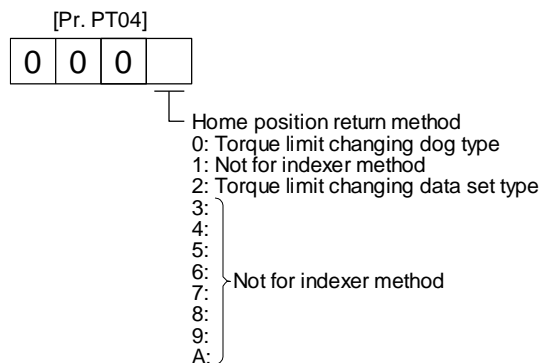 [Pr. PT04]
0 0 0
Home position return method
0: Torque limit changing dog type
1: Not for indexer method
2: Torque limit changing data set type
3:
4:
5:
6:
7:
8:
9:
A:
Not for indexer method